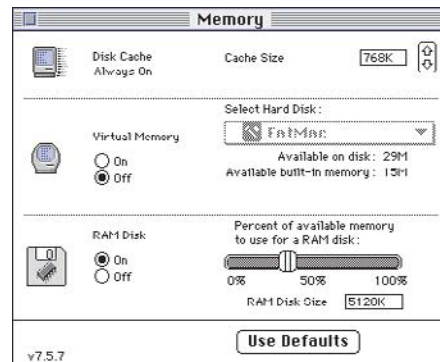 Memory
Disk Cache
Always On
Cache Size
768K
Select Hard Disk:
Virtual Memory
FatMac
On
Off
Available on disk: 29M
Available built-in memory: 15M
RAM Disk
Percent of available memory
to use for a RAM disk:
On
Off
0% 50% 100%
RAM Disk Size 5120K
Use Defaults
v7.5.7